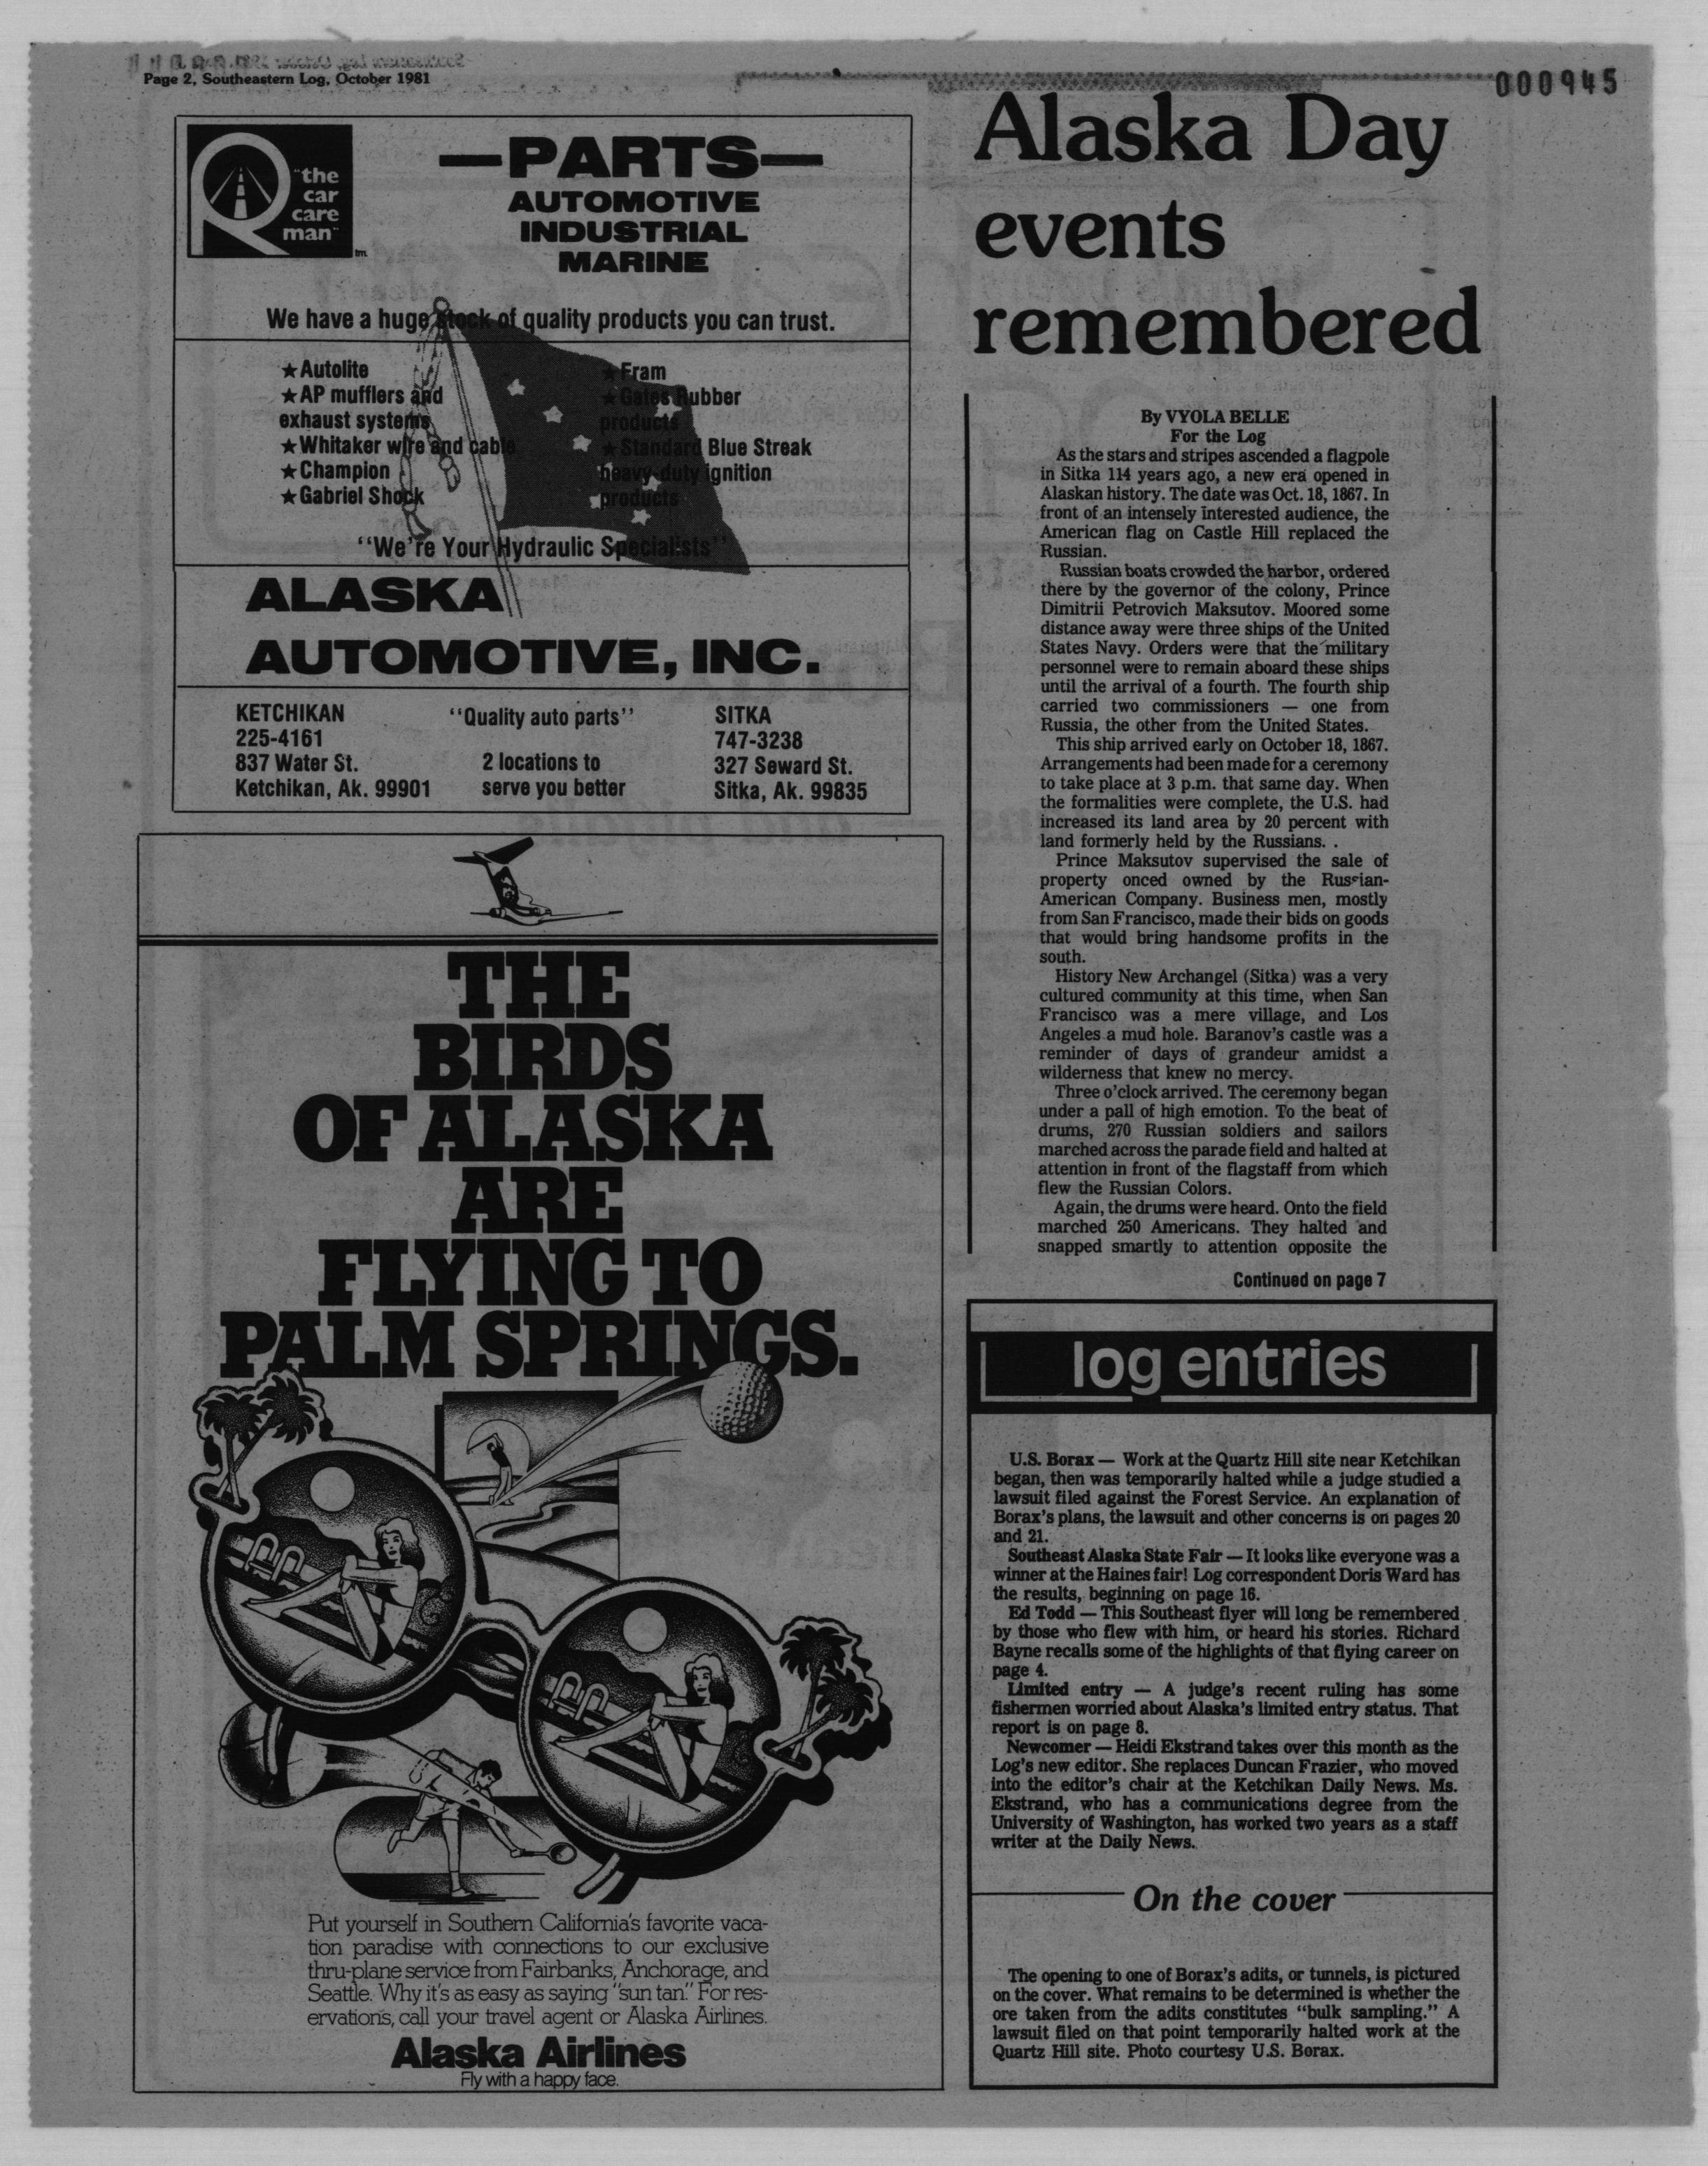 Page 2, Southeastern Log, October 1981
000945
"the
car
care
man"
tm.
—PARTS—
AUTOMOTIVE
INDUSTRIAL
MARINE
We have a huge stock of quality products you can trust.
★Autolite
★AP mufflers and
exhaust systems
★Whitaker wire and cable
★Champion
★Gabriel Shock
★Fram
★Gates Rubber
products
★Standard Blue Streak
heavy-duty ignition
products
"We're Your Hydraulic Specialists"
ALASKA
AUTOMOTIVE, INC.
KETCHIKAN
225-4161
837 Water St.
Ketchikan, Ak. 99901
"Quality auto parts"
2 locations to
serve you better
SITKA
747-3238
327 Seward St.
Sitka, Ak. 99835
THE
BIRDS
OF ALASKA
ARE
FLYING TO
PALM SPRINGS.
Put yourself in Southern California's favorite vaca-
tion paradise with connections to our exclusive
thru-plane service from Fairbanks, Anchorage, and
Seattle. Why it's as easy as saying "sun tan." For res-
ervations, call your travel agent or Alaska Airlines.
Alaska Airlines
Fly with a happy face.
Alaska Day
events
remembered
By VYOLA BELLE
For the Log
As the stars and stripes ascended a flagpole
in Sitka 114 years ago, a new era opened in
Alaskan history. The date was Oct. 18, 1867. In
front of an intensely interested audience, the
American flag on Castle Hill replaced the
Russian.
Russian boats crowded the harbor, ordered
there by the governor of the colony, Prince
Dimitrii Petrovich Maksutov. Moored some
distance away were three ships of the United
States Navy. Orders were that the military
personnel were to remain aboard these ships
until the arrival of a fourth. The fourth ship
carried two commissioners — one from
Russia, the other from the United States.
This ship arrived early on October 18, 1867.
Arrangements had been made for a ceremony
to take place at 3 p.m. that same day. When
the formalities were complete, the U.S. had
increased its land area by 20 percent with
land formerly held by the Russians. .
Prince Maksutov supervised the sale of
property onced owned by the Russian-
American Company. Business men, mostly
from San Francisco, made their bids on goods
that would bring handsome profits in the
south.
History New Archangel (Sitka) was a very
cultured community at this time, when San
Francisco was a mere village, and Los
Angeles a mud hole. Baranov's castle was a
reminder of days of grandeur amidst a
wilderness that knew no mercy.
Three o'clock arrived. The ceremony began
under a pall of high emotion. To the beat of
drums, 270 Russian soldiers and sailors
marched across the parade field and halted at
attention in front of the flagstaff from which
flew the Russian Colors.
Again, the drums were heard. Onto the field
marched 250 Americans. They halted and
snapped smartly to attention opposite the
Continued on page 7
log entries
U.S. Borax — Work at the Quartz Hill site near Ketchikan
began, then was temporarily halted while a judge studied a
lawsuit filed against the Forest Service. An explanation of
Borax's plans, the lawsuit and other concerns is on pages 20
and 21.
Southeast Alaska State Fair — It looks like everyone was a
winner at the Haines fair! Log correspondent Doris Ward has
the results, beginning on page 16.
Ed Todd — This Southeast flyer will long be remembered
by those who flew with him, or heard his stories. Richard
Bayne recalls some of the highlights of that flying career on
page 4.
Limited entry — A judge's recent ruling has some
fishermen worried about Alaska's limited entry status. That
report is on page 8.
Newcomer — Heidi Ekstrand takes over this month as the
Log's new editor. She replaces Duncan Frazier, who moved
into the editor's chair at the Ketchikan Daily News. Ms.
Ekstrand, who has a communications degree from the
University of Washington, has worked two years as a staff
writer at the Daily News.
On the cover
The opening to one of Borax's adits, or tunnels, is pictured
on the cover. What remains to be determined is whether the
ore taken from the adits constitutes "bulk sampling." A
lawsuit filed on that point temporarily halted work at the
Quartz Hill site. Photo courtesy U.S. Borax.